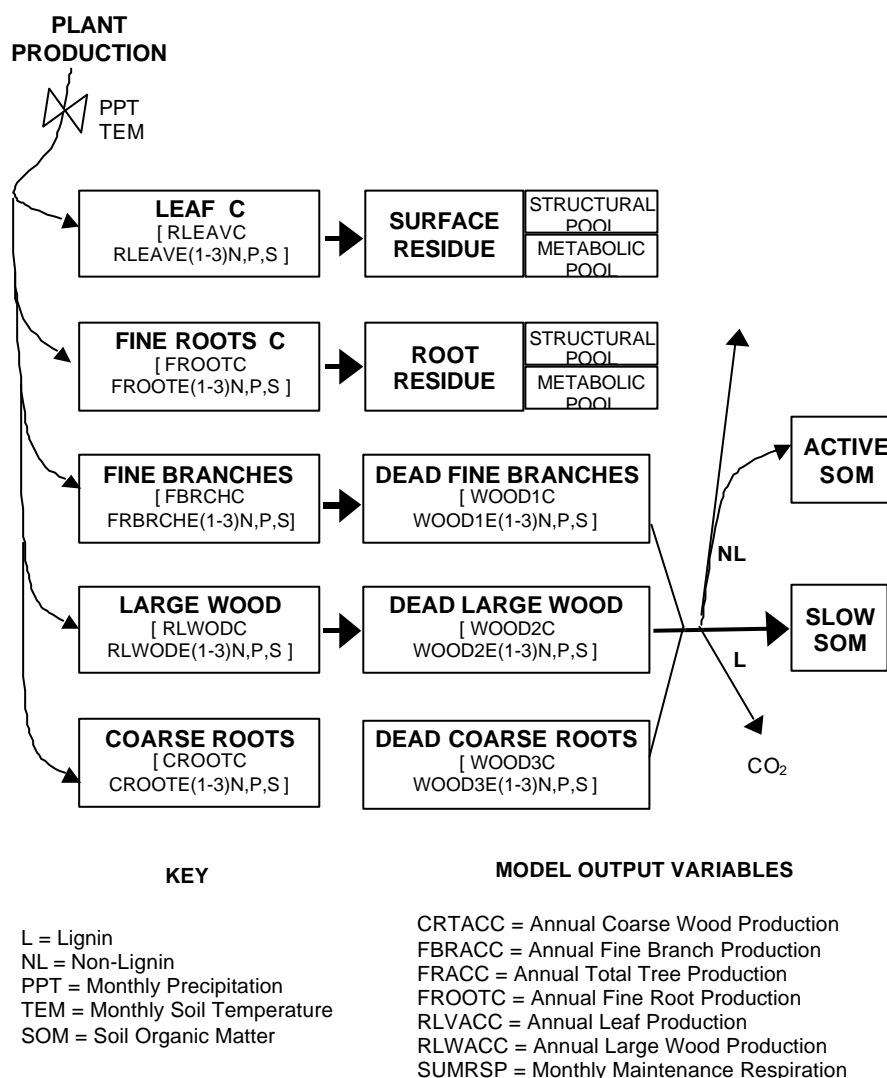 PLANT
PRODUCTION
PPT
TEM
LEAF C
[ RLEAVC
RLEAVE(1-3)N,P,S ]
SURFACE
RESIDUE
STRUCTURAL
POOL
METABOLIC
POOL
FINE ROOTS C
[ FROOTC
FROOTE(1-3)N,P,S ]
ROOT
RESIDUE
STRUCTURAL
POOL
METABOLIC
POOL
FINE BRANCHES
[ FBRCHC
FRBRCHE(1-3)N,P,S]
DEAD FINE BRANCHES
[ WOOD1C
WOOD1E(1-3)N,P,S ]
ACTIVE
SOM
NL
LARGE WOOD
[ RLWODC
RLWODE(1-3)N,P,S ]
DEAD LARGE WOOD
[ WOOD2C
WOOD2E(1-3)N,P,S ]
SLOW
SOM
L
COARSE ROOTS
[ CROOTC
CROOTE(1-3)N,P,S ]
DEAD COARSE ROOTS
[ WOOD3C
WOOD3E(1-3)N,P,S ]
CO₂
KEY
L = Lignin
NL = Non-Lignin
PPT = Monthly Precipitation
TEM = Monthly Soil Temperature
SOM = Soil Organic Matter
MODEL OUTPUT VARIABLES
CRTACC = Annual Coarse Wood Production
FBRACC = Annual Fine Branch Production
FRACC = Annual Total Tree Production
FROOTC = Annual Fine Root Production
RLVACC = Annual Leaf Production
RLWACC = Annual Large Wood Production
SUMRSP = Monthly Maintenance Respiration